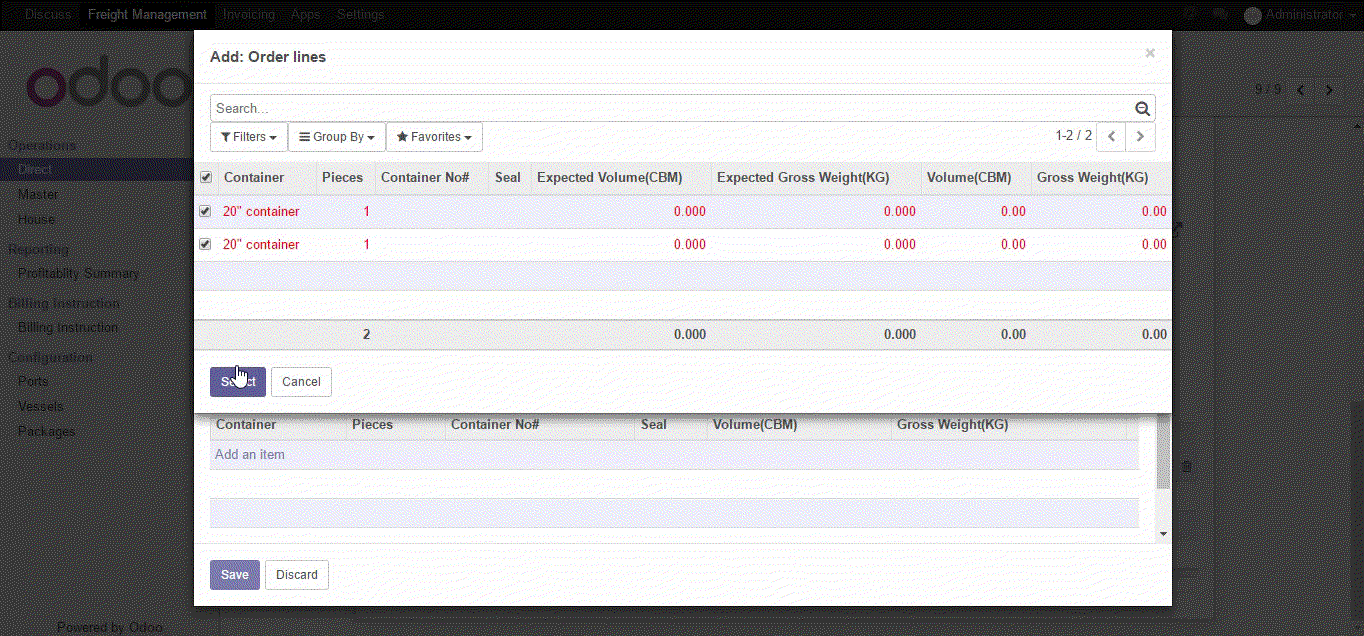 Discuss Freight Management Invoicing Apps Settings Administrator
Add: Order lines ×
odoo
Search...
9 / 9
Filters Group By Favorites 1-2 / 2
Operations
Direct
Master
House
Reporting
Profitablity Summary
Billing Instruction
Billing Instruction
Configuration
Ports
Vessels
Packages
Container Pieces Container No# Seal Expected Volume(CBM) Expected Gross Weight(KG) Volume(CBM) Gross Weight(KG)
20" container 1 0.000 0.000 0.00 0.00
20" container 1 0.000 0.000 0.00 0.00
2 0.000 0.000 0.00 0.00
Select Cancel
Container Pieces Container No# Seal Volume(CBM) Gross Weight(KG)
Add an item
Save Discard
Powered by Odoo